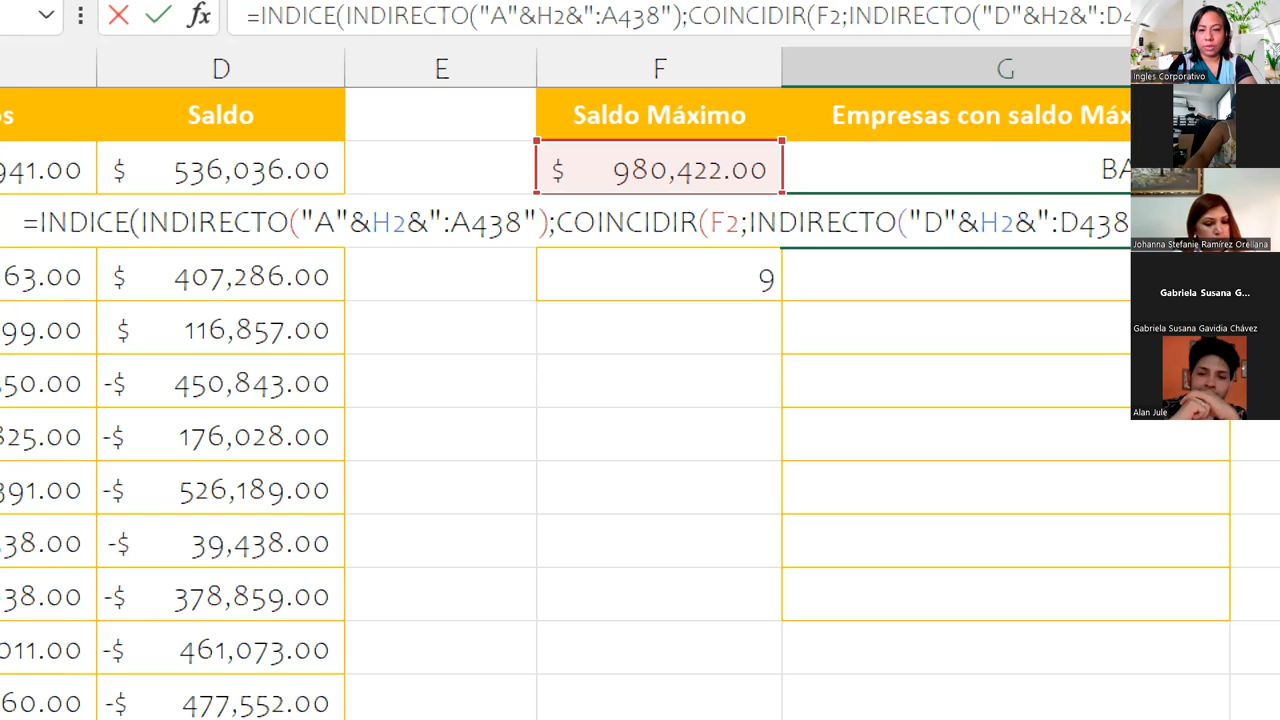 =INDICE(INDIRECTO("A"&H2&":A438");COINCIDIR(F2;INDIRECTO("D"&H2&":D4
D E F G
Saldo Saldo Máximo Empresas con saldo
941.00 $ 536,036.00 $ 980,422.00
=INDICE(INDIRECTO("A"&H2&":A438");COINCIDIR(F2;INDIRECTO("D"&H2&":D438
63.00 $ 407,286.00 9
99.00 $ 116,857.00
50.00 -$ 450,843.00
825.00 -$ 176,028.00
391.00 -$ 526,189.00
38.00 -$ 39,438.00
38.00 -$ 378,859.00
011.00 -$ 461,073.00
60.00 -$ 477,552.00
Ingles Corporativo
Johanna Stefanie Ramírez Orellana
Gabriela Susana G...
Gabriela Susana Gavidia Chávez
Alan Jule